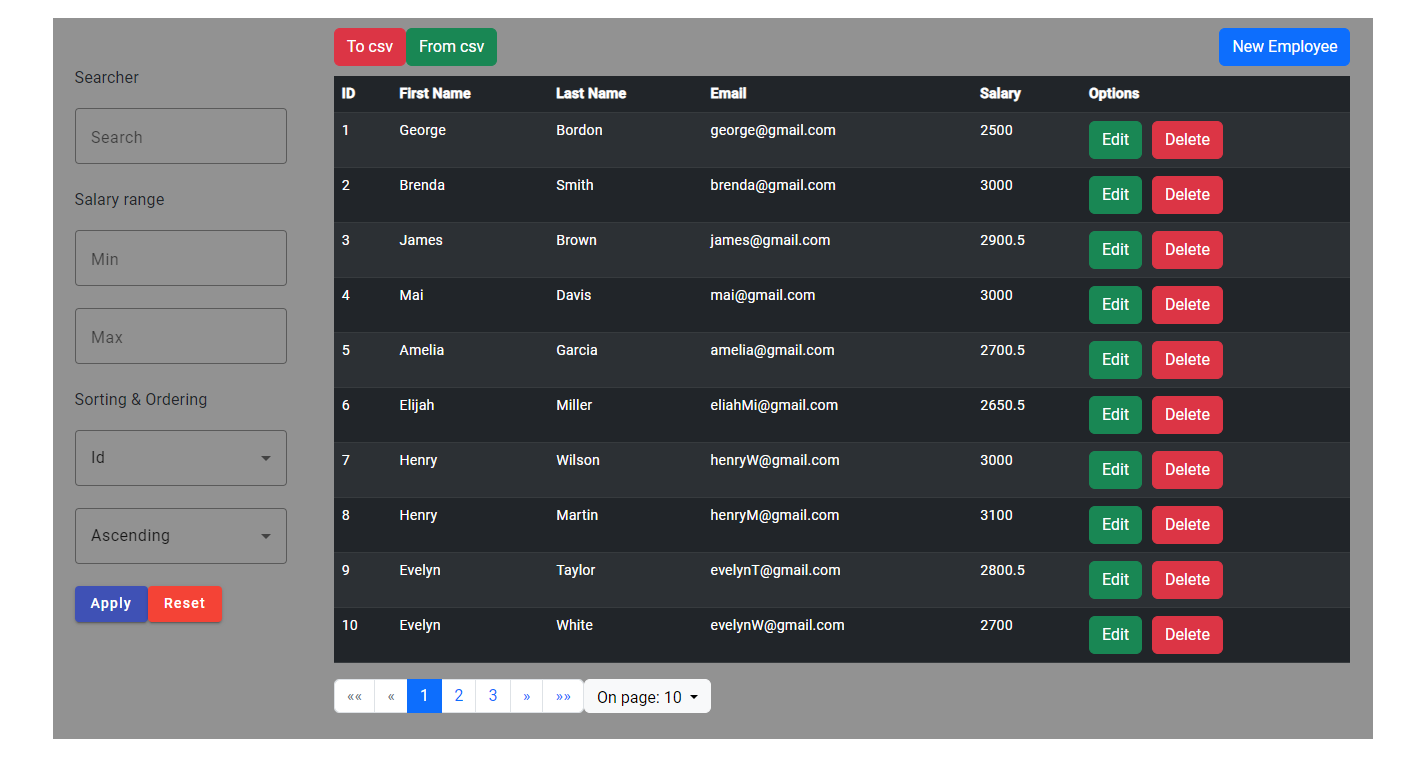 To csv From csv New Employee
Searcher
Search
Salary range
Min
Max
Sorting & Ordering
Id
Ascending
Apply Reset
ID First Name Last Name Email Salary Options
1 George Bordon george@gmail.com 2500 Edit Delete
2 Brenda Smith brenda@gmail.com 3000 Edit Delete
3 James Brown james@gmail.com 2900.5 Edit Delete
4 Mai Davis mai@gmail.com 3000 Edit Delete
5 Amelia Garcia amelia@gmail.com 2700.5 Edit Delete
6 Elijah Miller eliahMi@gmail.com 2650.5 Edit Delete
7 Henry Wilson henryW@gmail.com 3000 Edit Delete
8 Henry Martin henryM@gmail.com 3100 Edit Delete
9 Evelyn Taylor evelynT@gmail.com 2800.5 Edit Delete
10 Evelyn White evelynW@gmail.com 2700 Edit Delete
«« « 1 2 3 » »» On page: 10